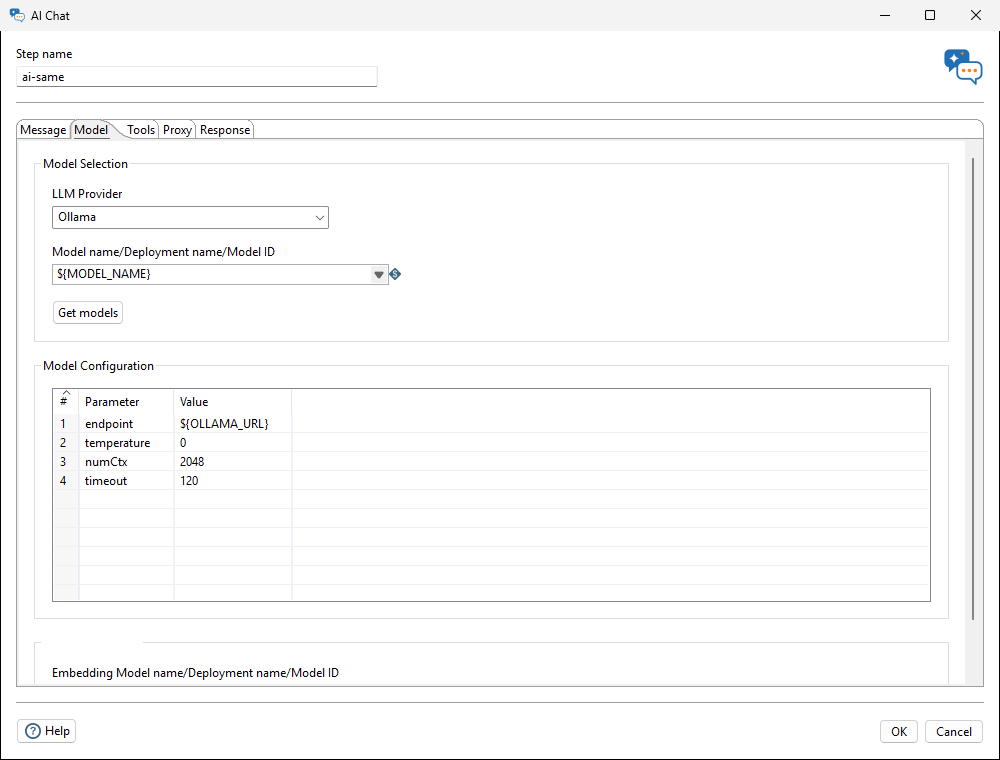 AI Chat
Step name
ai-same
Message Model Tools Proxy Response
Model Selection
LLM Provider
Ollama
Model name/Deployment name/Model ID
${MODEL_NAME}
Get models
Model Configuration
# Parameter Value
1 endpoint ${OLLAMA_URL}
2 temperature 0
3 numCtx 2048
4 timeout 120
Embedding Model name/Deployment name/Model ID
Help OK Cancel